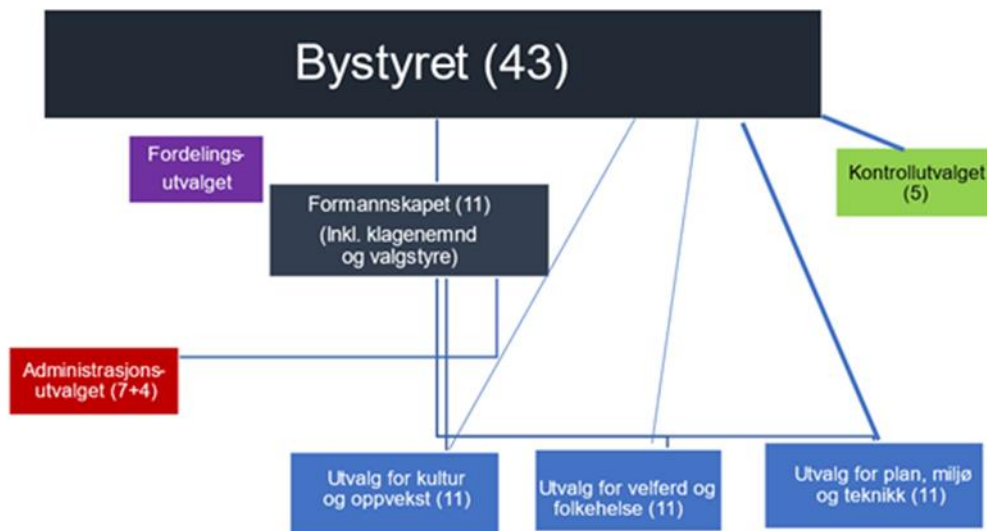 Bystyret (43)
Fordelings-
utvalget
Kontrollutvalget
(5)
Formannskapet (11)
(Inkl. klagenemnd
og valgstyre)
Administrasjons-
utvalget (7+4)
Utvalg for kultur
og oppvekst (11)
Utvalg for velferd og
folkehelse (11)
Utvalg for plan, miljø
og teknikk (11)